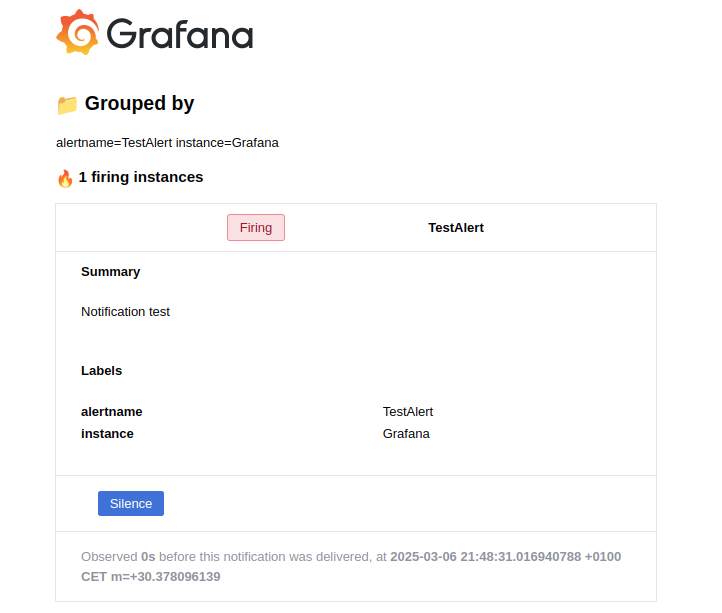 Grafana
Grouped by
alertname=TestAlert instance=Grafana
1 firing instances
Firing TestAlert
Summary
Notification test
Labels
alertname TestAlert
instance Grafana
Silence
Observed 0s before this notification was delivered, at 2025-03-06 21:48:31.016940788 +0100
CET m=+30.378096139